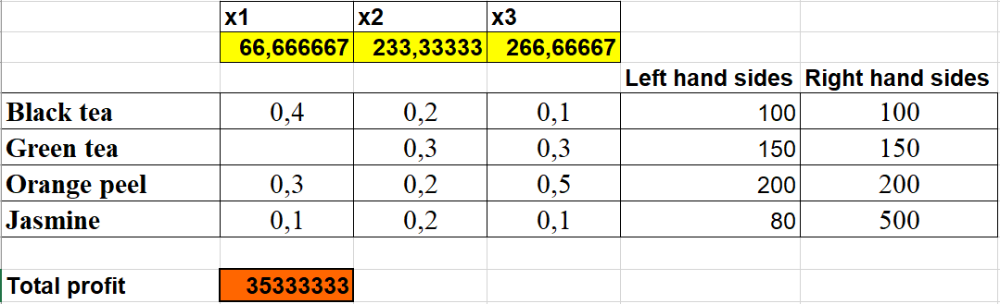 x1 x2 x3
66,666667 233,33333 266,66667
Left hand sides Right hand sides
Black tea 0,4 0,2 0,1 100 100
Green tea 0,3 0,3 150 150
Orange peel 0,3 0,2 0,5 200 200
Jasmine 0,1 0,2 0,1 80 500
Total profit 35333333